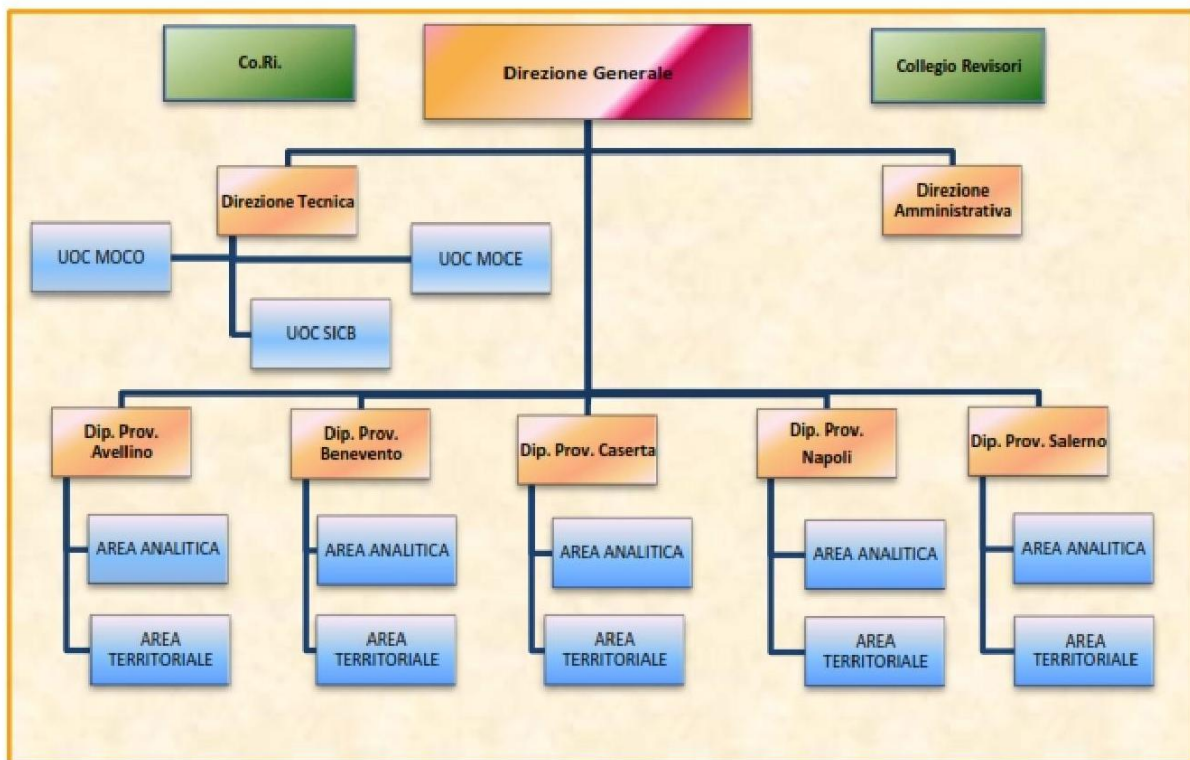 Co.Ri.
Direzione Generale
Collegio Revisori
Direzione Tecnica
Direzione
Amministrativa
UOC MOCO
UOC MOCE
UOC SICB
Dip. Prov.
Avellino
Dip. Prov.
Benevento
Dip. Prov. Caserta
Dip. Prov.
Napoli
Dip. Prov. Salerno
AREA ANALITICA
AREA ANALITICA
AREA ANALITICA
AREA ANALITICA
AREA ANALITICA
AREA
TERRITORIALE
AREA
TERRITORIALE
AREA
TERRITORIALE
AREA
TERRITORIALE
AREA
TERRITORIALE